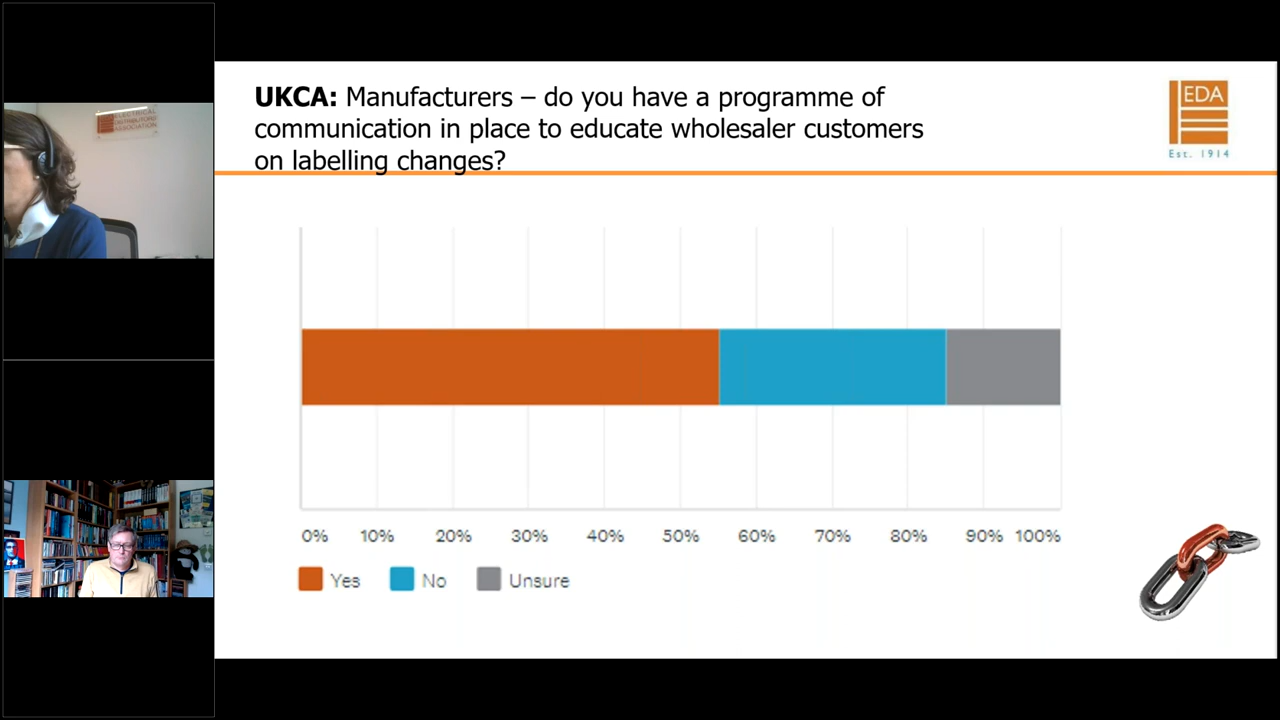 UKCA: Manufacturers – do you have a programme of
communication in place to educate wholesaler customers
on labelling changes?
EDA
Est. 1914
0% 10% 20% 30% 40% 50% 60% 70% 80% 90% 100%
Yes No Unsure